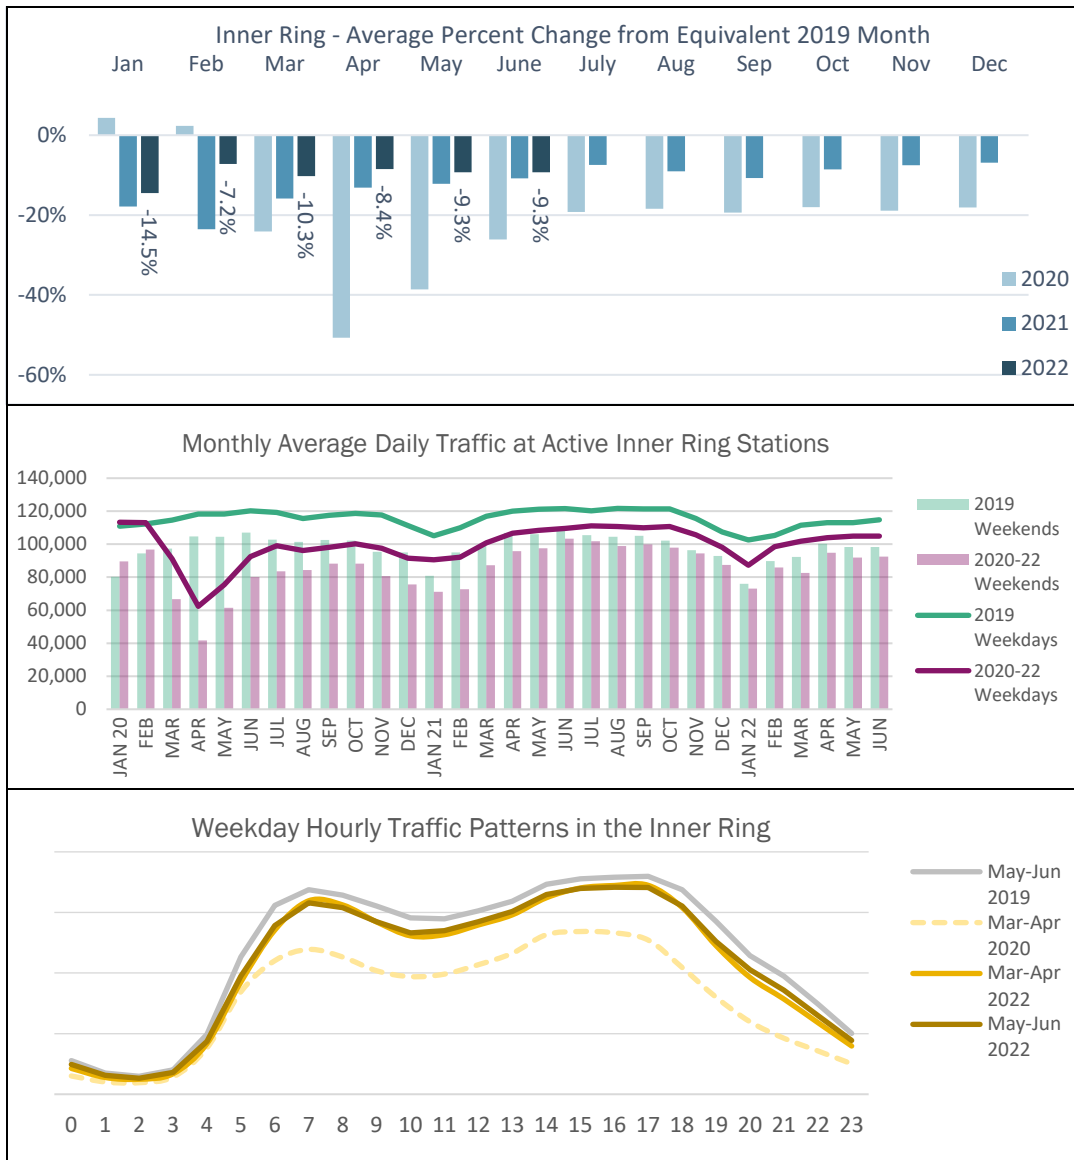 Inner Ring - Average Percent Change from Equivalent 2019 Month
Jan Feb Mar Apr May June July Aug Sep Oct Nov Dec
0%
-20%
-40%
-60%
-14.5%
-7.2%
-10.3%
-8.4%
-9.3%
-9.3%
2020
2021
2022
Monthly Average Daily Traffic at Active Inner Ring Stations
140,000
120,000
100,000
80,000
60,000
40,000
20,000
0
JAN 20 FEB MAR APR MAY JUN JUL AUG SEP OCT NOV DEC JAN 21 FEB MAR APR MAY JUN JUL AUG SEP OCT NOV DEC JAN 22 FEB MAR APR MAY JUN
2019
Weekends
2020-22
Weekends
2019
Weekdays
2020-22
Weekdays
Weekday Hourly Traffic Patterns in the Inner Ring
0 1 2 3 4 5 6 7 8 9 10 11 12 13 14 15 16 17 18 19 20 21 22 23
May-Jun
2019
Mar-Apr
2020
Mar-Apr
2022
May-Jun
2022